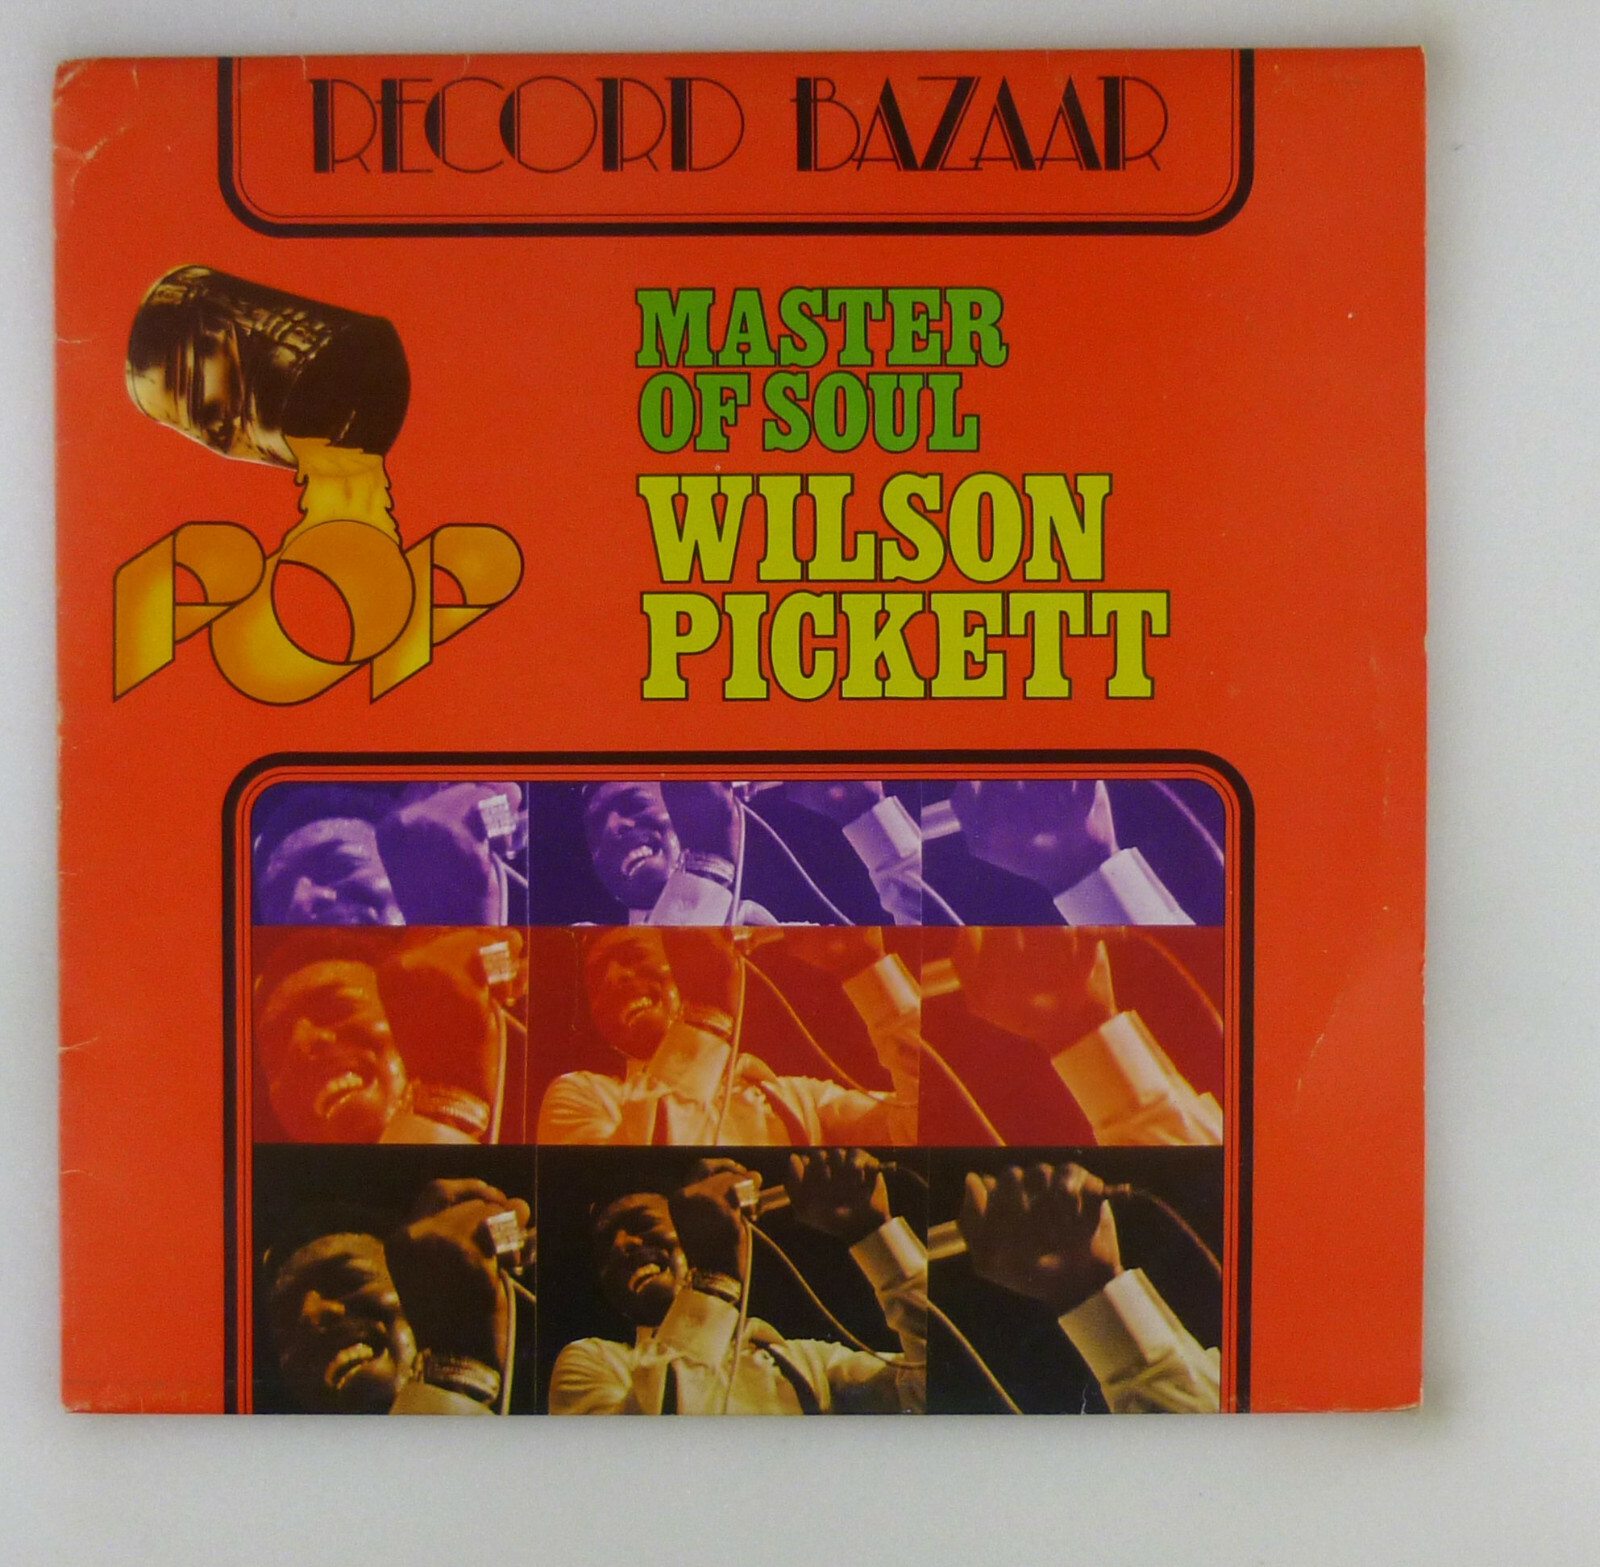 RECORD BAZAAR
MASTER
OF SOUL
WILSON
PICKETT
POP